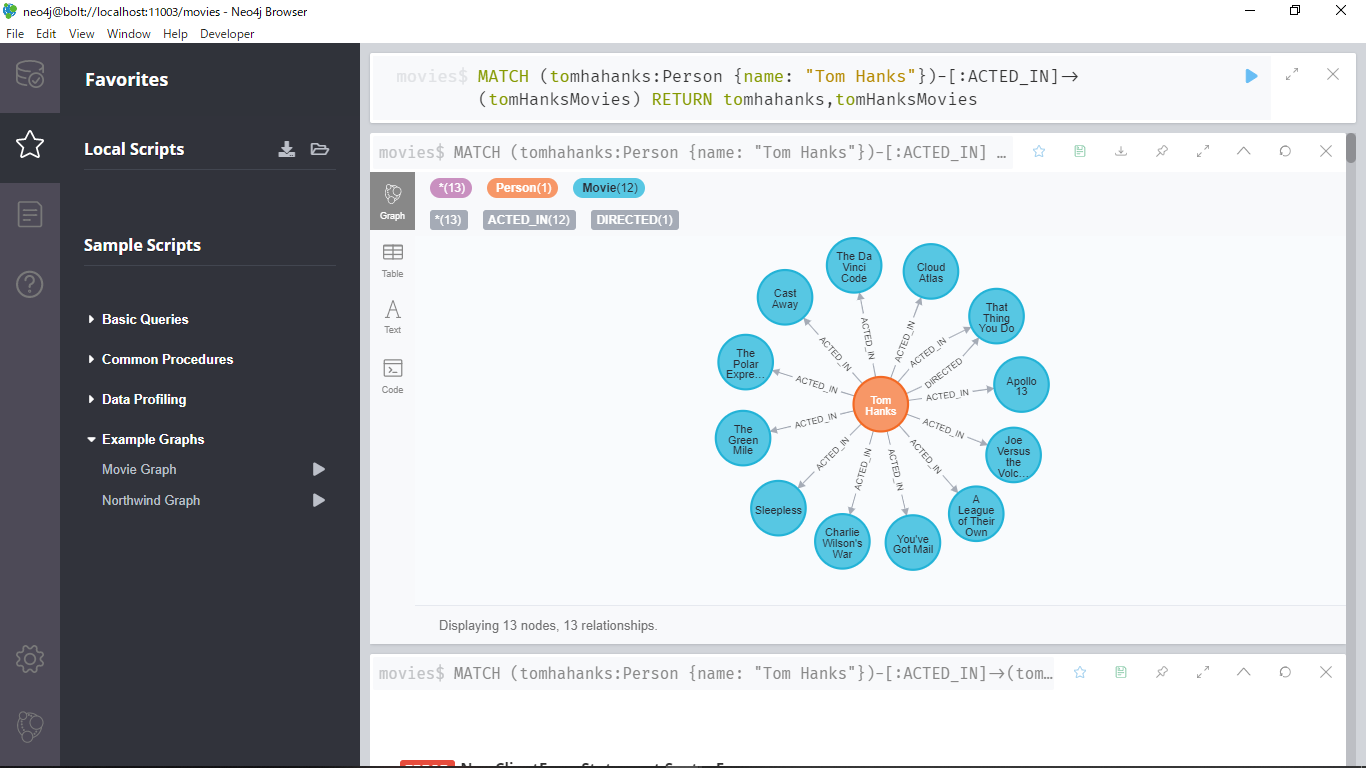 neo4j@bolt://localhost:11003/movies - Neo4j Browser
File Edit View Window Help Developer
Favorites
Local Scripts
Sample Scripts
Basic Queries
Common Procedures
Data Profiling
Example Graphs
Movie Graph
Northwind Graph
movies$ MATCH (tomhahanks:Person {name: "Tom Hanks"})-[:ACTED_IN]→
(tomHanksMovies) RETURN tomhahanks,tomHanksMovies
movies$ MATCH (tomhahanks:Person {name: "Tom Hanks"})-[:ACTED_IN] …
Graph
Table
Text
Code
*(13) Person(1) Movie(12)
*(13) ACTED_IN(12) DIRECTED(1)
The Da
Vinci
Code
Cloud
Atlas
Cast
Away
That
Thing
You Do
The
Polar
Expre...
Apollo
13
Tom
Hanks
The
Green
Mile
Joe
Versus
the
Volc...
Sleepless
A
League
of Their
Own
Charlie
Wilson's
War
You've
Got Mail
ACTED_IN
ACTED_IN
ACTED_IN
ACTED_IN
DIRECTED
ACTED_IN
ACTED_IN
ACTED_IN
ACTED_IN
ACTED_IN
ACTED_IN
ACTED_IN
ACTED_IN
Displaying 13 nodes, 13 relationships.
movies$ MATCH (tomhahanks:Person {name: "Tom Hanks"})-[:ACTED_IN]→(tom…